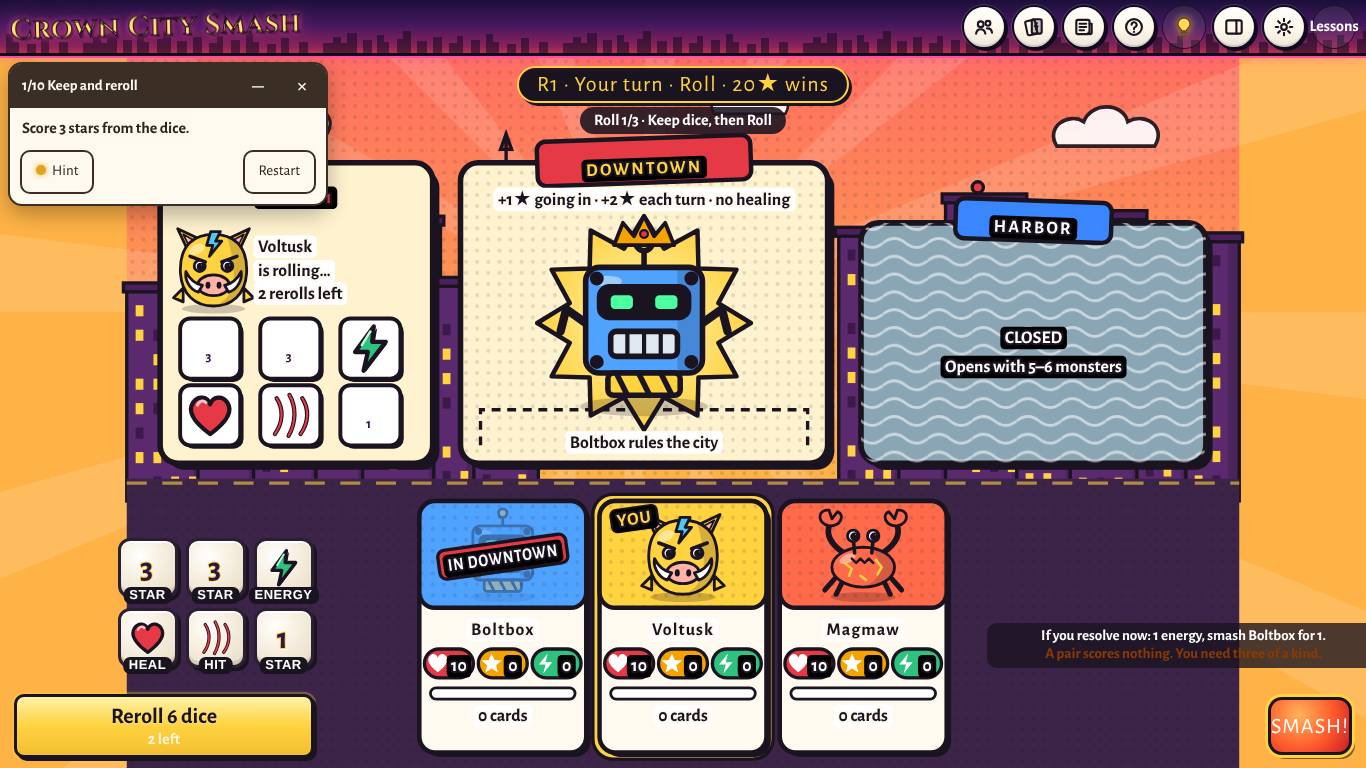 Crown City Smash
Lessons
1/10 Keep and reroll
Score 3 stars from the dice.
Hint
Restart
R1 · Your turn · Roll · 20★ wins
Roll 1/3 · Keep dice, then Roll
DOWNTOWN
+1★ going in · +2★ each turn · no healing
HARBOR
Voltusk
is rolling...
2 rerolls left
3
3
1
CLOSED
Opens with 5–6 monsters
Boltbox rules the city
3
STAR
3
STAR
ENERGY
HEAL
HIT
1
STAR
Reroll 6 dice
2 left
IN DOWNTOWN
Boltbox
10
0
0
0 cards
YOU
Voltusk
10
0
0
0 cards
Magmaw
10
0
0
0 cards
If you resolve now: 1 energy, smash Boltbox for 1.
A pair scores nothing. You need three of a kind.
SMASH!